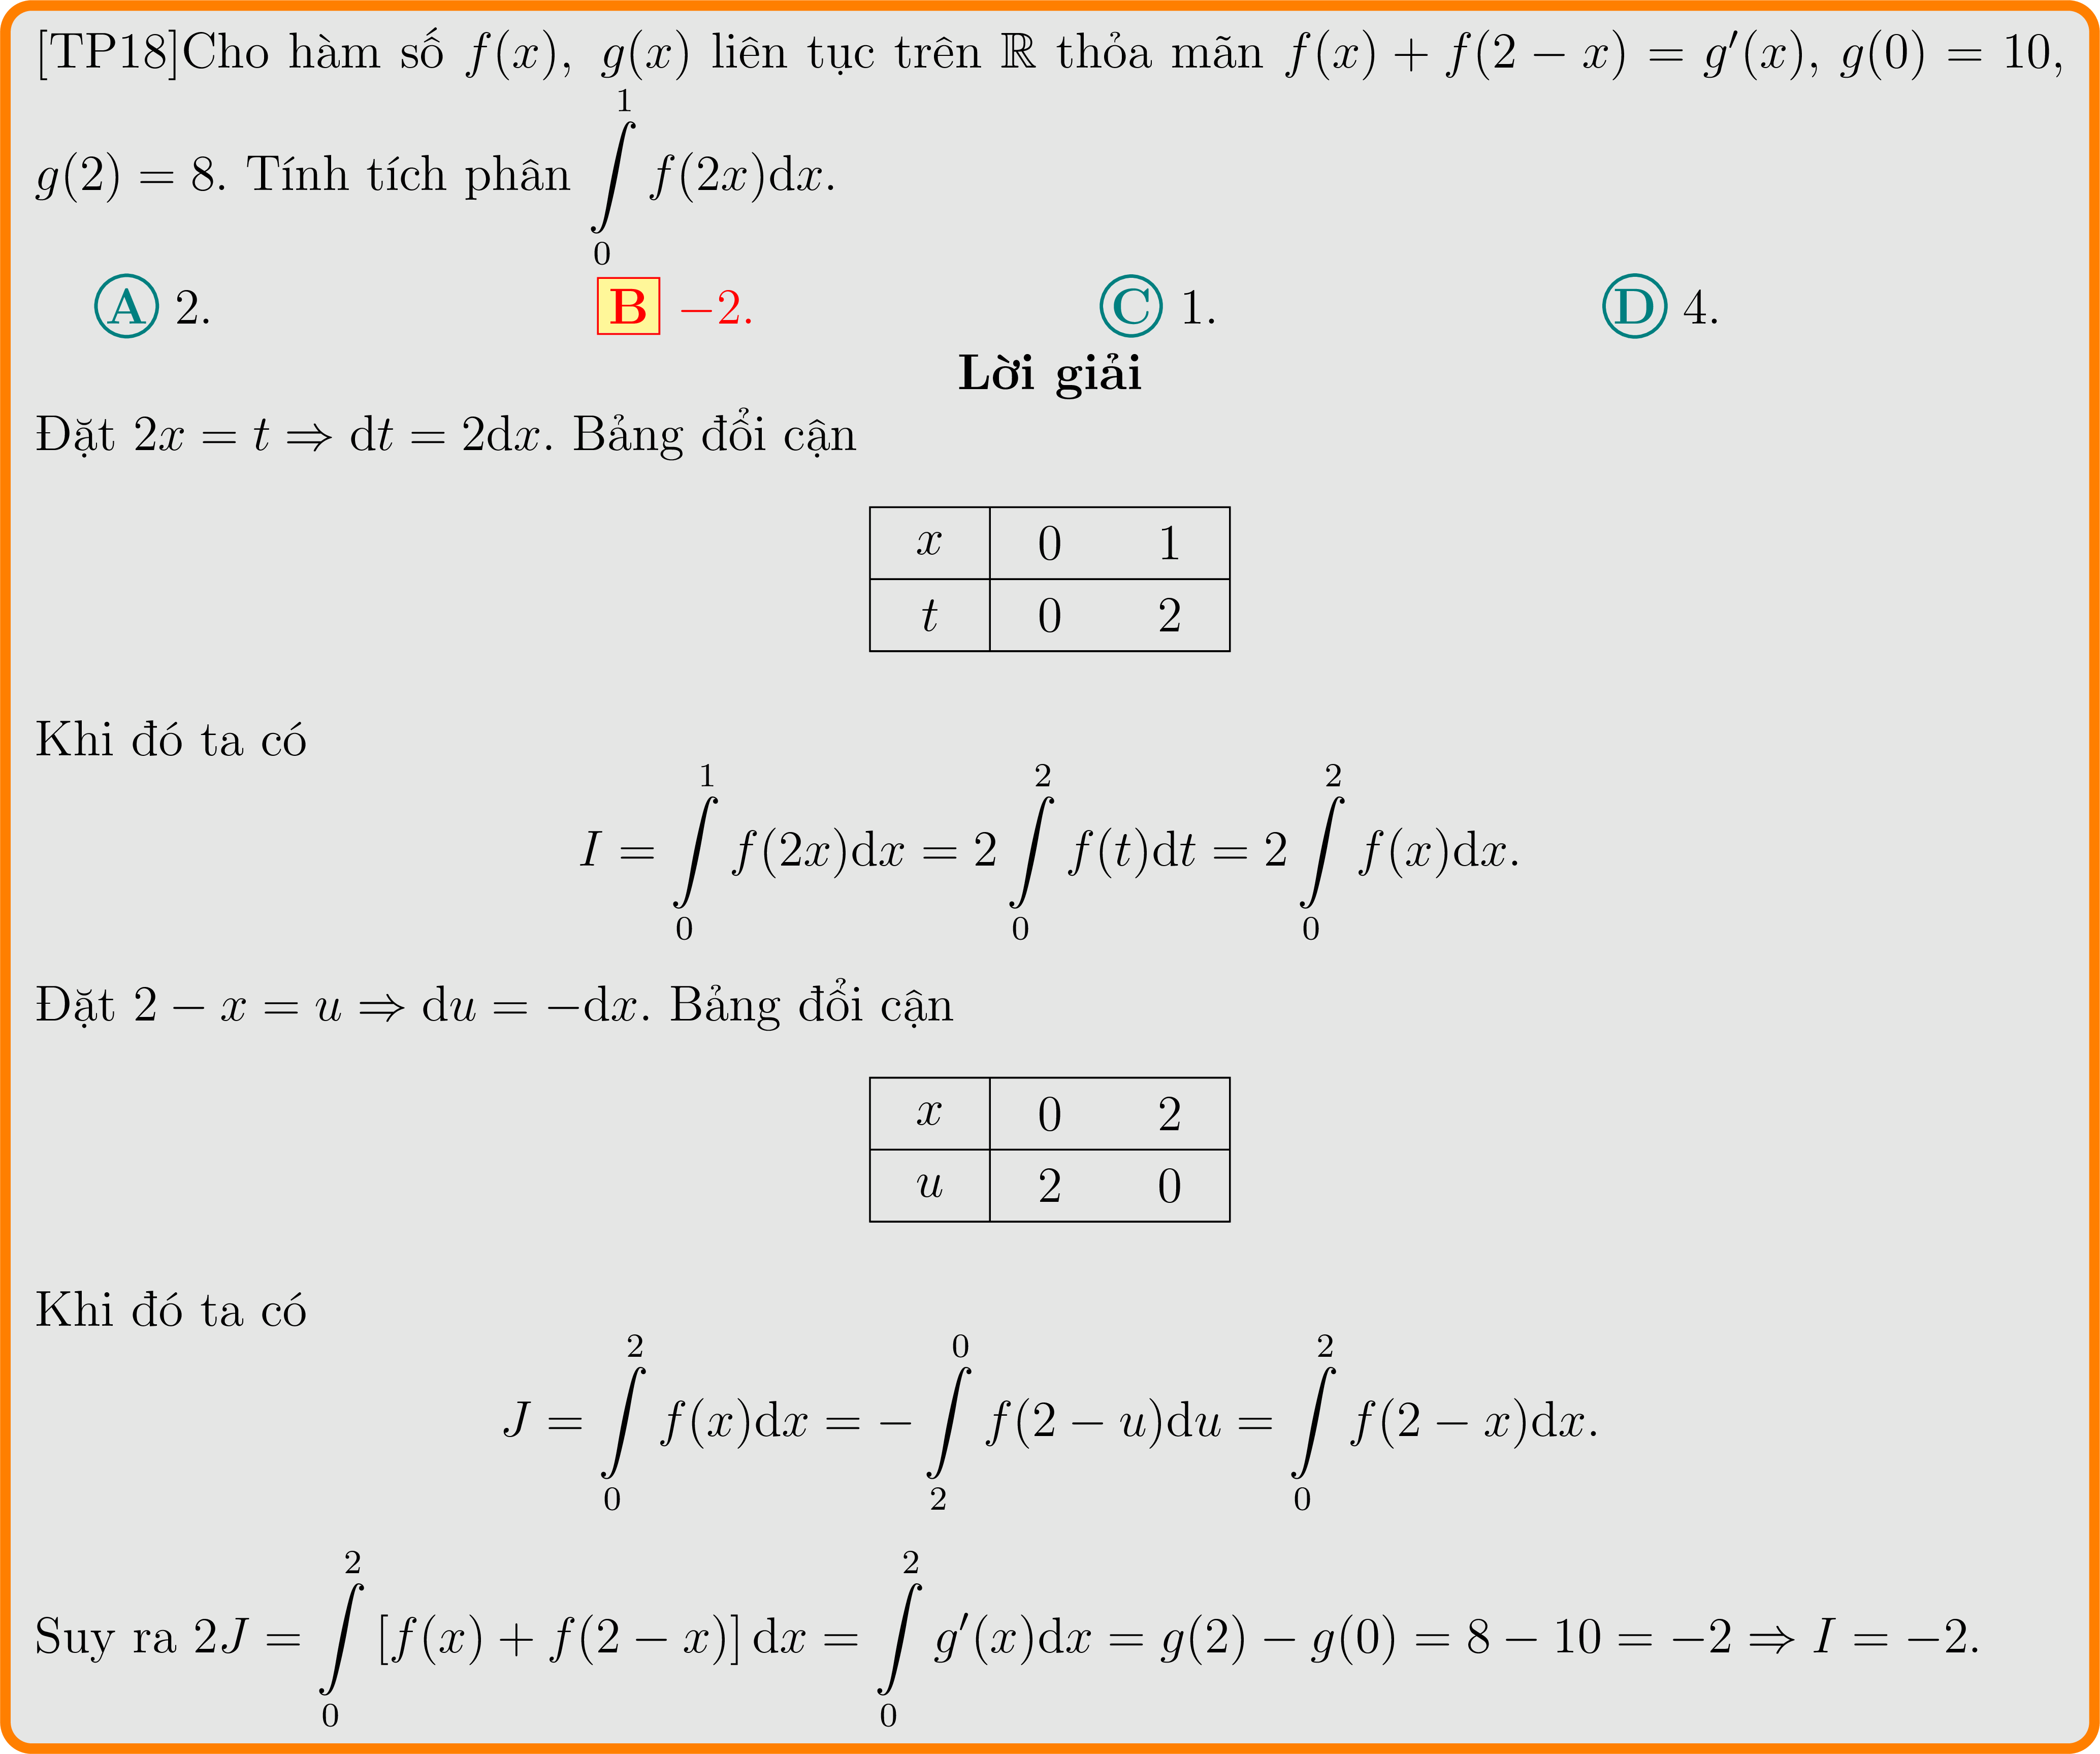 [TP18]Cho hàm số $f(x)$, $g(x)$ liên tục trên $\mathbb{R}$ thỏa mãn $f(x) + f(2 - x) = g'(x)$, $g(0) = 10$,
$g(2) = 8$. Tính tích phân $\int\limits_0^1 f(2x)\mathrm{d}x$.
Ⓐ 2. B −2. Ⓒ 1. Ⓓ 4.
Lời giải
Đặt $2x = t \Rightarrow \mathrm{d}t = 2\mathrm{d}x$. Bảng đổi cận
x 0 1
t 0 2
Khi đó ta có
$I = \int\limits_0^1 f(2x)\mathrm{d}x = 2\int\limits_0^2 f(t)\mathrm{d}t = 2\int\limits_0^2 f(x)\mathrm{d}x.$
Đặt $2 - x = u \Rightarrow \mathrm{d}u = -\mathrm{d}x$. Bảng đổi cận
x 0 2
u 2 0
Khi đó ta có
$J = \int\limits_0^2 f(x)\mathrm{d}x = -\int\limits_2^0 f(2 - u)\mathrm{d}u = \int\limits_0^2 f(2 - x)\mathrm{d}x.$
Suy ra $2J = \int\limits_0^2 [f(x) + f(2 - x)]\,\mathrm{d}x = \int\limits_0^2 g'(x)\mathrm{d}x = g(2) - g(0) = 8 - 10 = -2 \Rightarrow I = -2.$